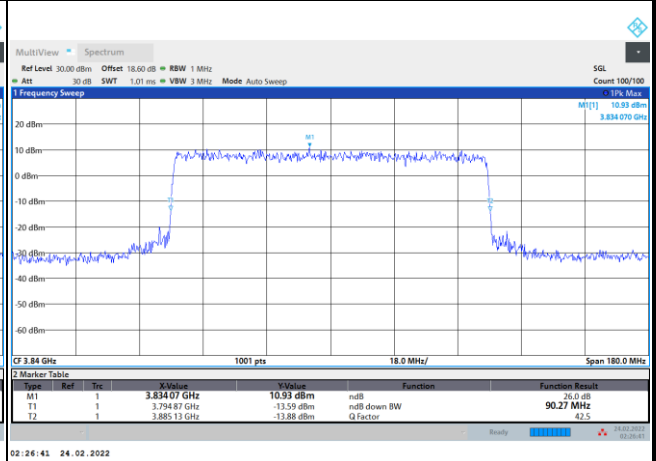 MultiView Spectrum
Ref Level 30.00 dBm Offset 18.60 dB RBW 1 MHz SGL
Att 30 dB SWT 1.01 ms VBW 3 MHz Mode Auto Sweep Count 100/100
1 Frequency Sweep 1Pk Max
M1[1] 10.93 dBm
3.834 070 GHz
20 dBm
M1
10 dBm
0 dBm
-10 dBm
-20 dBm
-30 dBm
-40 dBm
-50 dBm
-60 dBm
CF 3.84 GHz 1001 pts 18.0 MHz/ Span 180.0 MHz
2 Marker Table
Type Ref Trc X-Value Y-Value Function Function Result
M1 1 3.834 07 GHz 10.93 dBm ndB 26.0 dB
T1 1 3.794 87 GHz -13.59 dBm ndB down BW 90.27 MHz
T2 1 3.885 13 GHz -13.88 dBm Q Factor 42.5
Ready 24.02.2022
02:26:41
02:26:41 24.02.2022